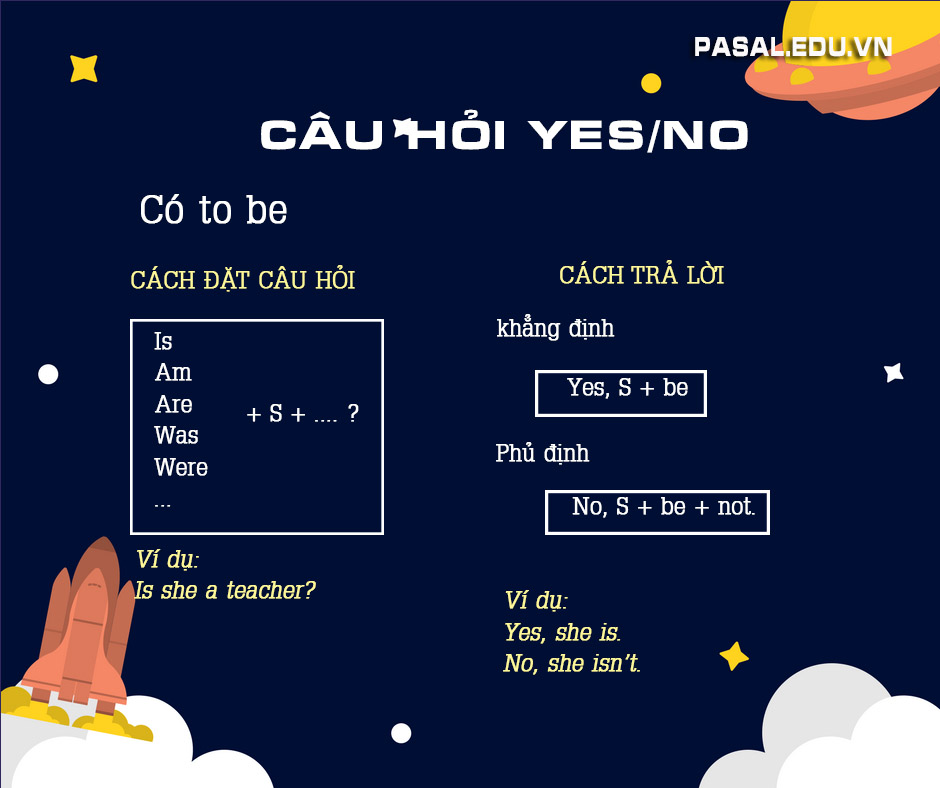 PASAL.EDU.VN
CÂU HỎI YES/NO
Có to be
CÁCH ĐẶT CÂU HỎI
Is
Am
Are
Was
Were
...
+ S + .... ?
Ví dụ:
Is she a teacher?
CÁCH TRẢ LỜI
khẳng định
Yes, S + be
Phủ định
No, S + be + not.
Ví dụ:
Yes, she is.
No, she isn't.